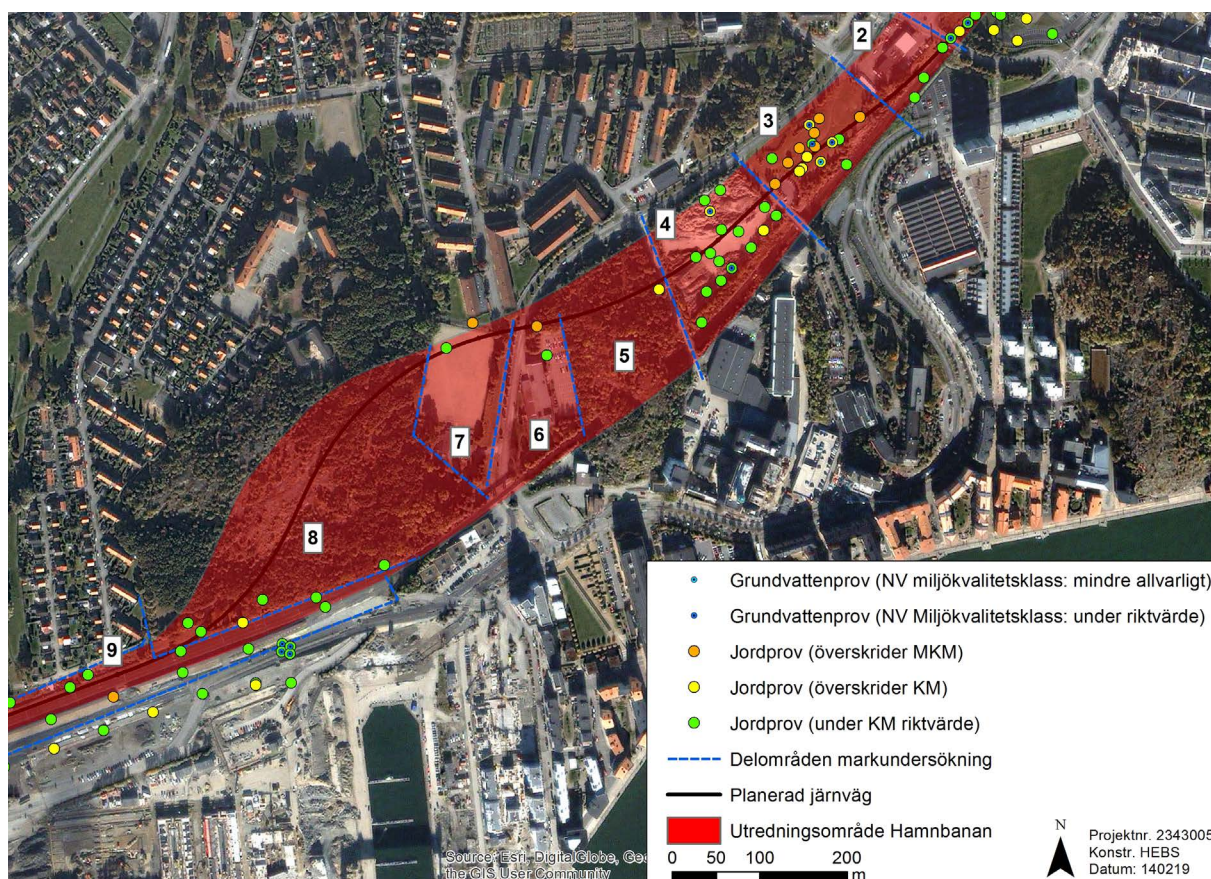 2
3
4
5
6
7
8
9
Grundvattenprov (NV miljökvalitetsklass: mindre allvarligt)
Grundvattenprov (NV Miljökvalitetsklass: under riktvärde)
Jordprov (överskrider MKM)
Jordprov (överskrider KM)
Jordprov (under KM riktvärde)
Delområden markundersökning
Planerad järnväg
Utredningsområde Hamnbanan
0 50 100 200
m
N
Projektnr. 2343005
Konstr. HEBS
Datum: 140219
Source: Esri, DigitalGlobe,
the GIS User Community